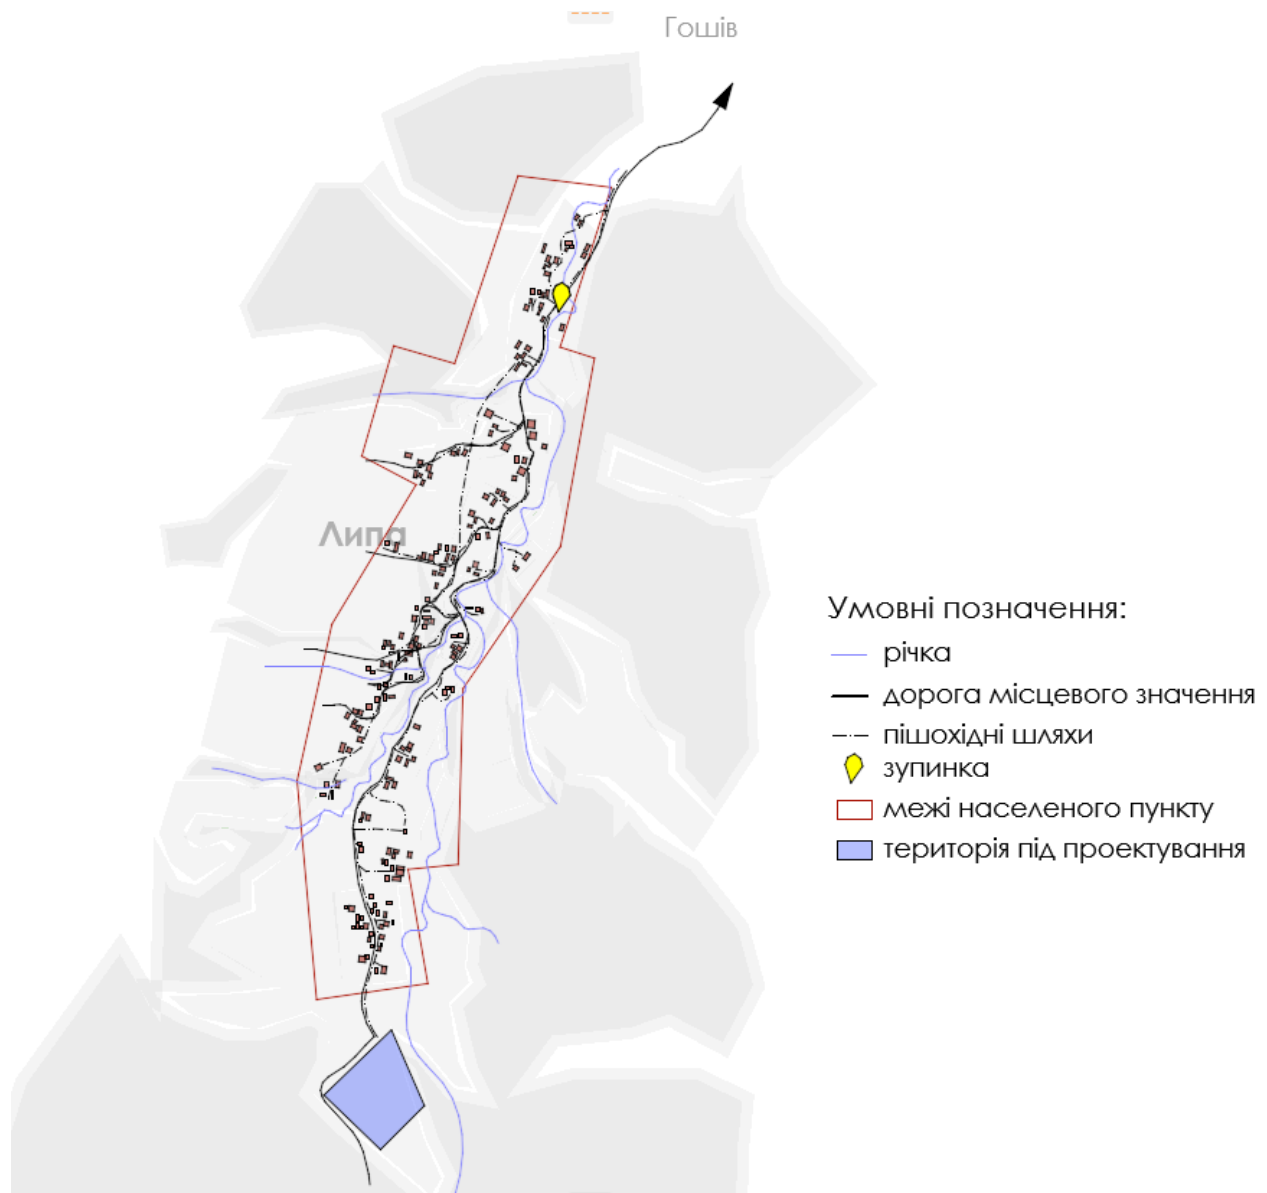 Гошів
Липа
Умовні позначення:
річка
дорога місцевого значення
пішохідні шляхи
зупинка
межі населеного пункту
територія під проектування